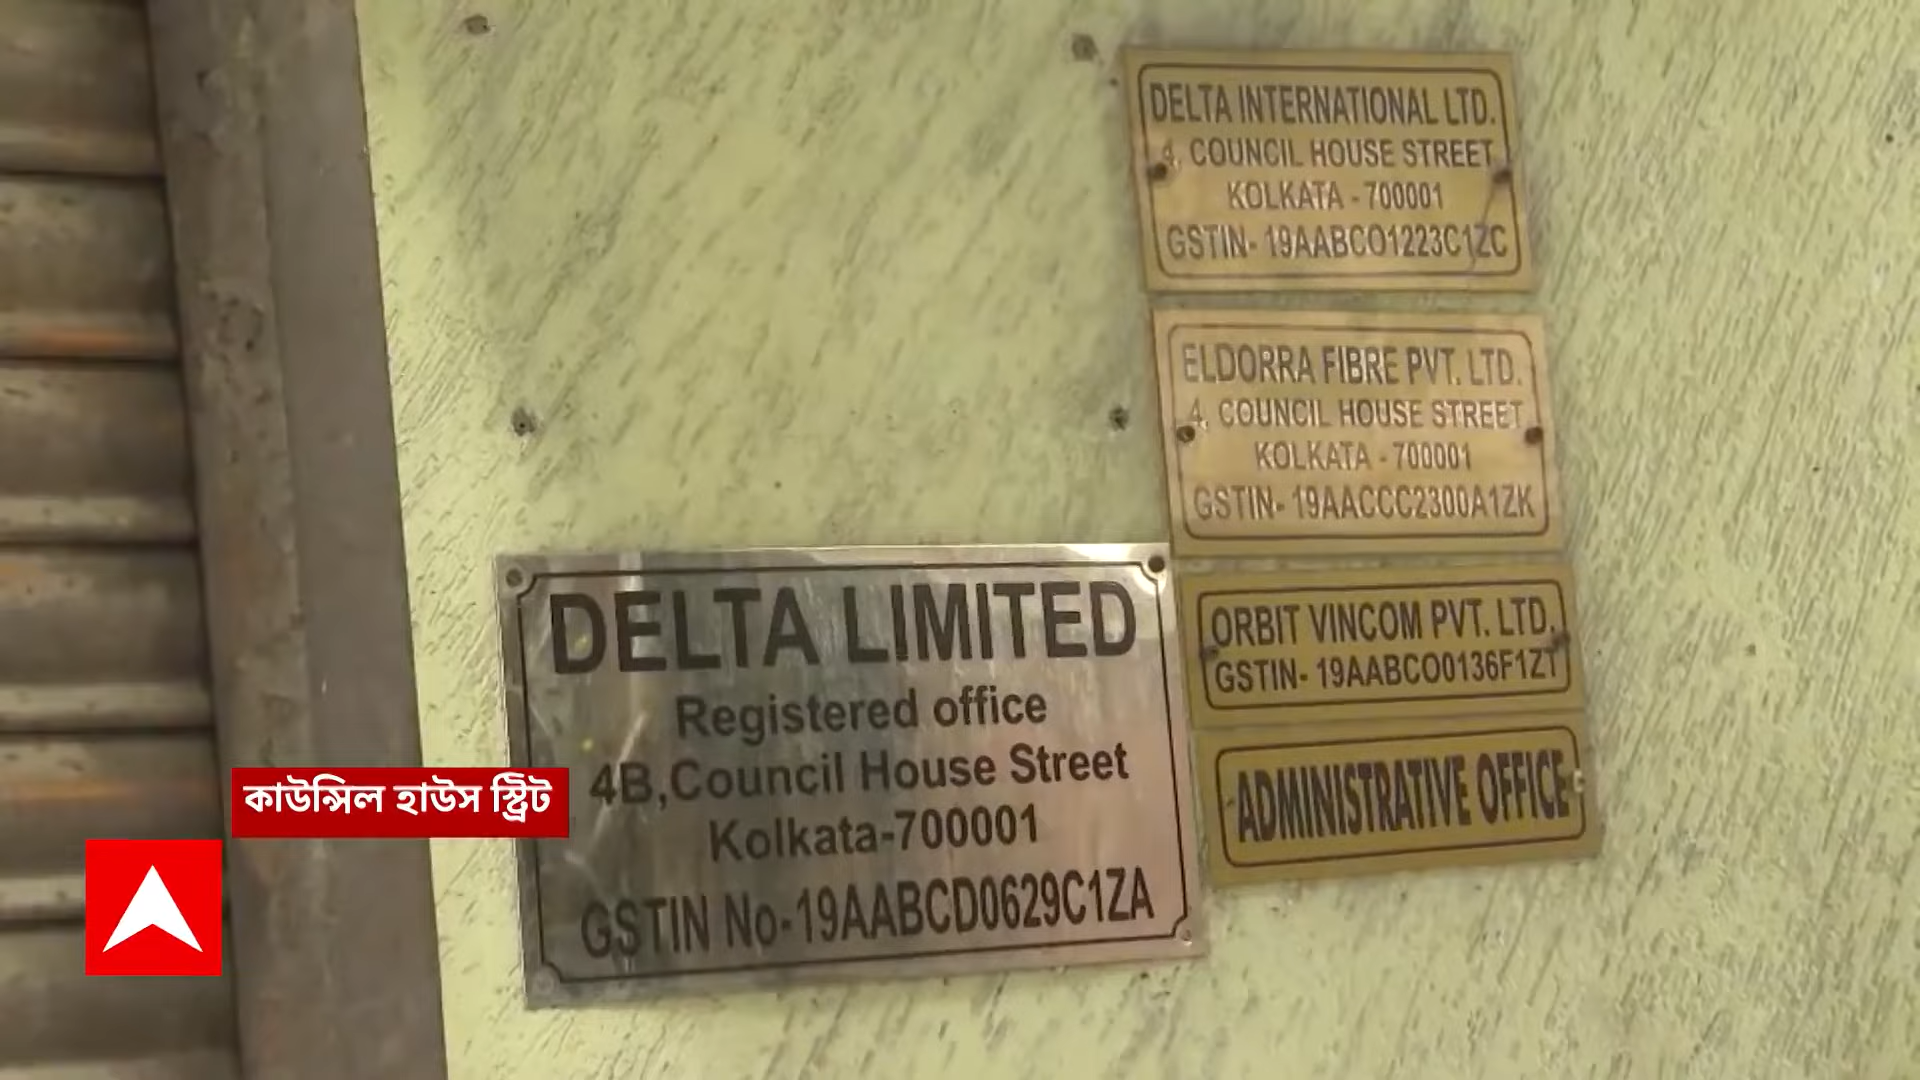 DELTA INTERNATIONAL LTD.
4, COUNCIL HOUSE STREET
KOLKATA - 700001
GSTIN- 19AABCO1223C1ZC
ELDORRA FIBRE PVT. LTD.
4, COUNCIL HOUSE STREET
KOLKATA - 700001
GSTIN- 19AACCC2300A1ZK
ORBIT VINCOM PVT. LTD.
GSTIN- 19AABCO0136F1ZT
ADMINISTRATIVE OFFICE
DELTA LIMITED
Registered office
4B,Council House Street
Kolkata-700001
GSTIN No-19AABCD0629C1ZA
কাউন্সিল হাউস স্ট্রিট